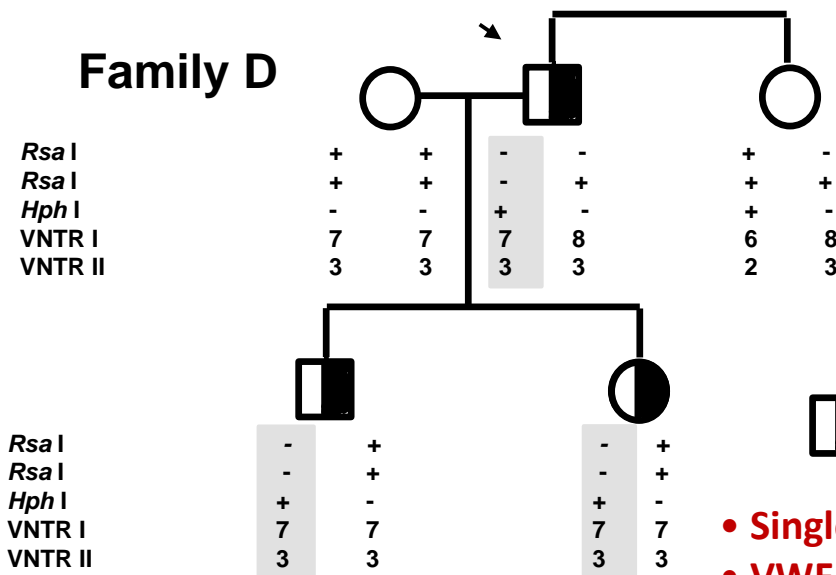 Family D
Rsa I + + - - + -
Rsa I + + - + + +
Hph I - - + - + -
VNTR I 7 7 7 8 6 8
VNTR II 3 3 3 3 2 3
Rsa I - + - +
Rsa I - + - +
Hph I + - + -
VNTR I 7 7 7 7
VNTR II 3 3 3 3
• Singl
• VWF